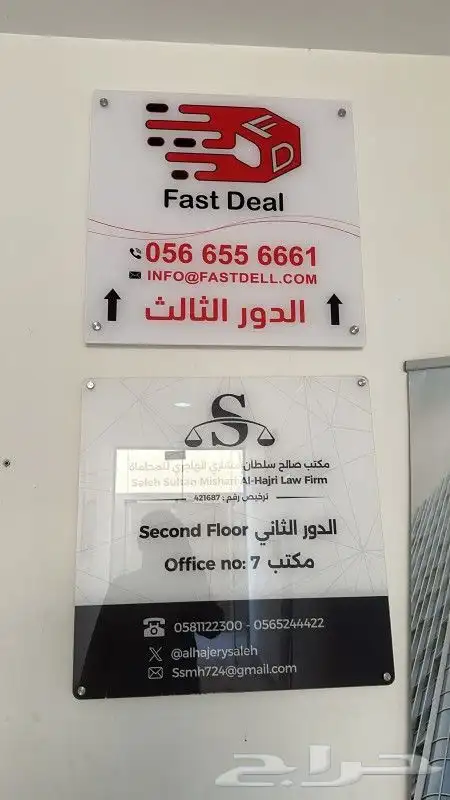 FD
Fast Deal
056 655 6661
INFO@FASTDELL.COM
الدور الثالث
S
مكتب صالح سلطان مشاري الهاجري للمحاماة
Saleh Sultan Mishari Al-Hajri Law Firm
ترخيص رقم : 421687
Second Floor الدور الثاني
Office no: 7 مكتب
0581122300 - 0565244422
@alhajerysaleh
Ssmh724@gmail.com
حراج